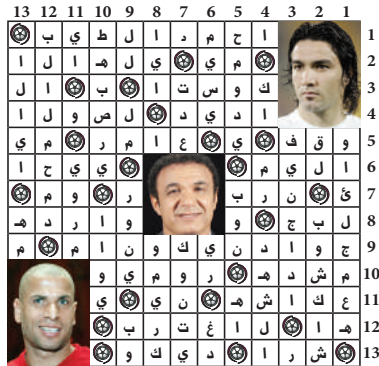 13 12 11 10 9 8 7 6 5 4 3 2 1
1 ا ح م د ا ل ط ي ب
2 م ي ي ل هـ ا ل ا
3 ك و س ت ا ب ا ل
4 ا د ي د ل ص و ل ا
5 و ق ف ي ع ا م ر م ي
6 ا ل ي م ي ي ح ا
7 ئ ن ر ب ر و م
8 ل ب ج و و ا ر د هـ
9 ج و ا د ن ي ك و ن ا م م
10 م ش د هـ ر و م ي و
11 ع ك ا ش هـ ن ي ي
12 هـ ا ل ا غ ت ر ب
13 ش ر ا د ي ك و